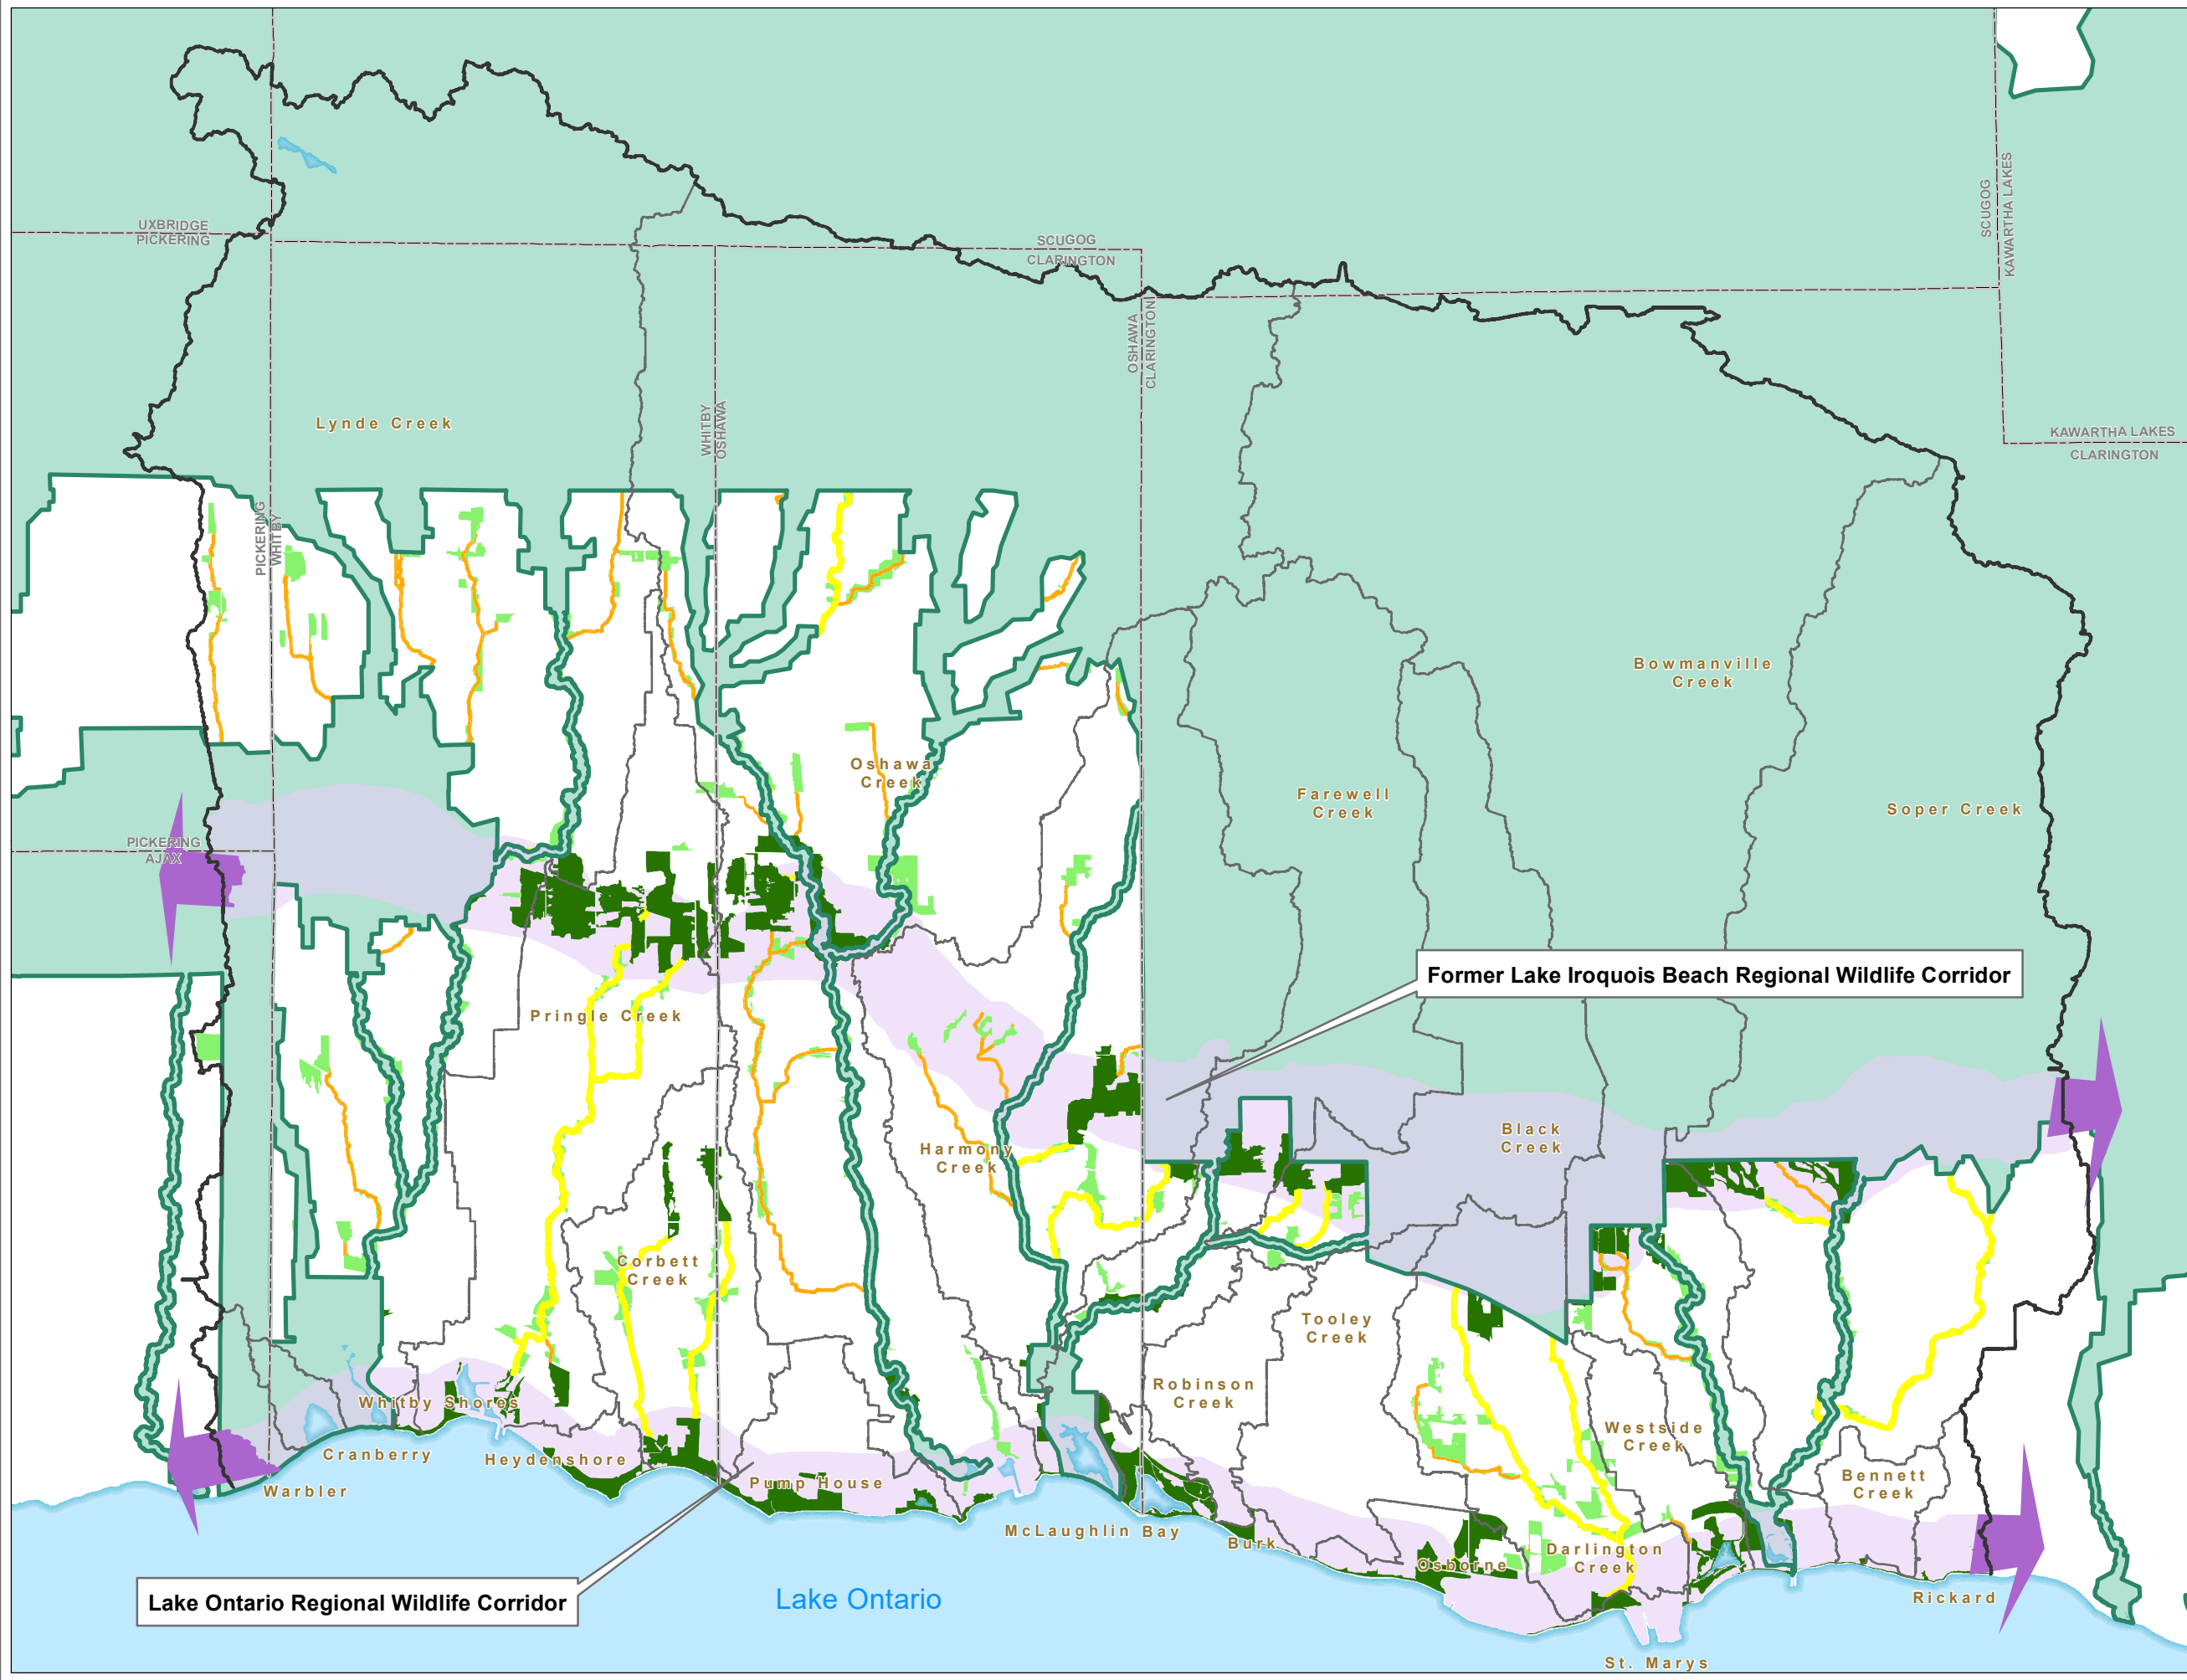 SCUGOG
KAWARTHA LAKES
UXBRIDGE
PICKERING
SCUGOG
CLARINGTON
OSHAWA
CLARINGTON
KAWARTHA LAKES
CLARINGTON
Lynde Creek
WHITBY
OSHAWA
PICKERING
WHITBY
Bowmanville
Creek
Oshawa
Creek
Farewell
Creek
Soper Creek
PICKERING
AJAX
Former Lake Iroquois Beach Regional Wildlife Corridor
Pringle Creek
Harmony
Creek
Black
Creek
Corbett
Creek
Tooley
Creek
Robinson
Creek
Whitby Shores
Westside
Creek
Cranberry
Heydenshore
Pump House
Bennett
Creek
Warbler
McLaughlin Bay
Burk
Osborne
Darlington
Creek
Lake Ontario Regional Wildlife Corridor
Lake Ontario
Rickard
St. Marys